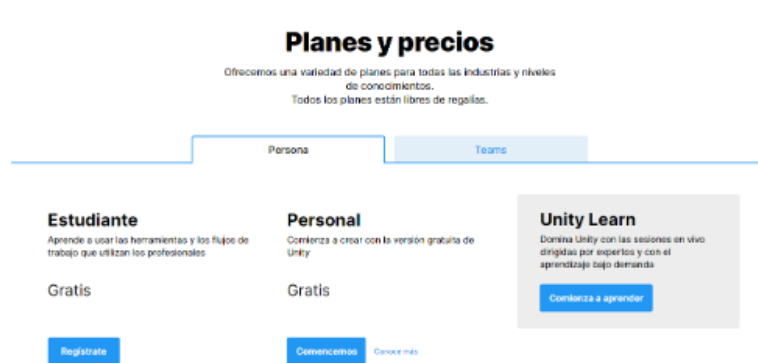 Planes y precios
Ofrecemos una variedad de planes para todas las industrias y niveles
de conocimientos.
Todos los planes están libres de regalías.
Persona
Teams
Estudiante
Aprende a usar las herramientas y los flujos de
trabajo que utilizan los profesionales
Gratis
Regístrate
Personal
Comienza a crear con la versión gratuita de
Unity
Gratis
Comencemos
Conoce más
Unity Learn
Domina Unity con las sesiones en vivo
dirigidas por expertos y con el
aprendizaje bajo demanda
Comienza a aprender